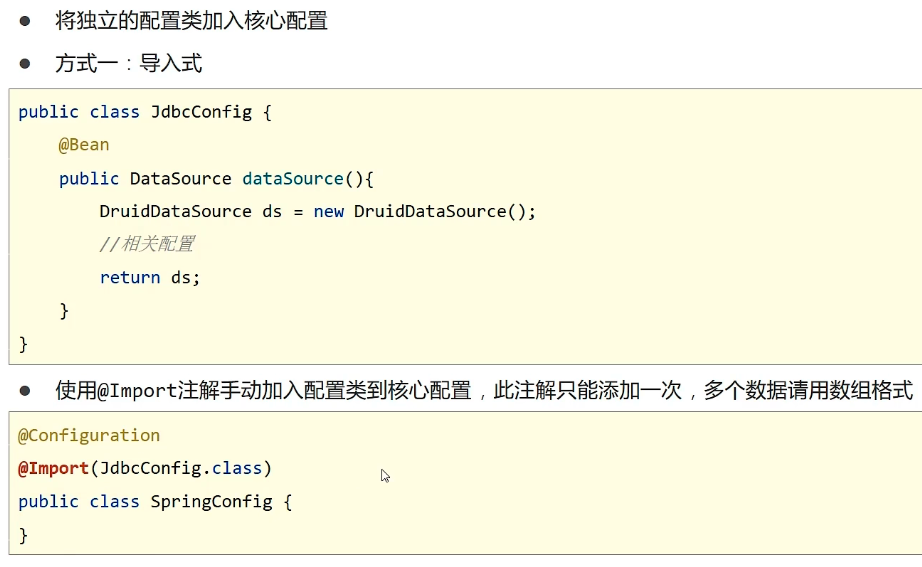 ● 将独立的配置类加入核心配置
● 方式一：导入式
public class JdbcConfig {
    @Bean
    public DataSource dataSource(){
        DruidDataSource ds = new DruidDataSource();
        //相关配置
        return ds;
    }
}
● 使用@Import注解手动加入配置类到核心配置，此注解只能添加一次，多个数据请用数组格式
@Configuration
@Import(JdbcConfig.class)
public class SpringConfig {
}